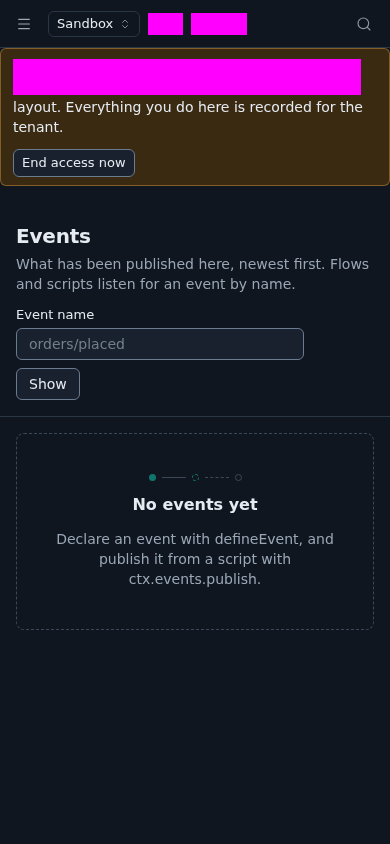 Sandbox
layout. Everything you do here is recorded for the
tenant.
End access now
Events
What has been published here, newest first. Flows
and scripts listen for an event by name.
Event name
orders/placed
Show
No events yet
Declare an event with defineEvent, and
publish it from a script with
ctx.events.publish.